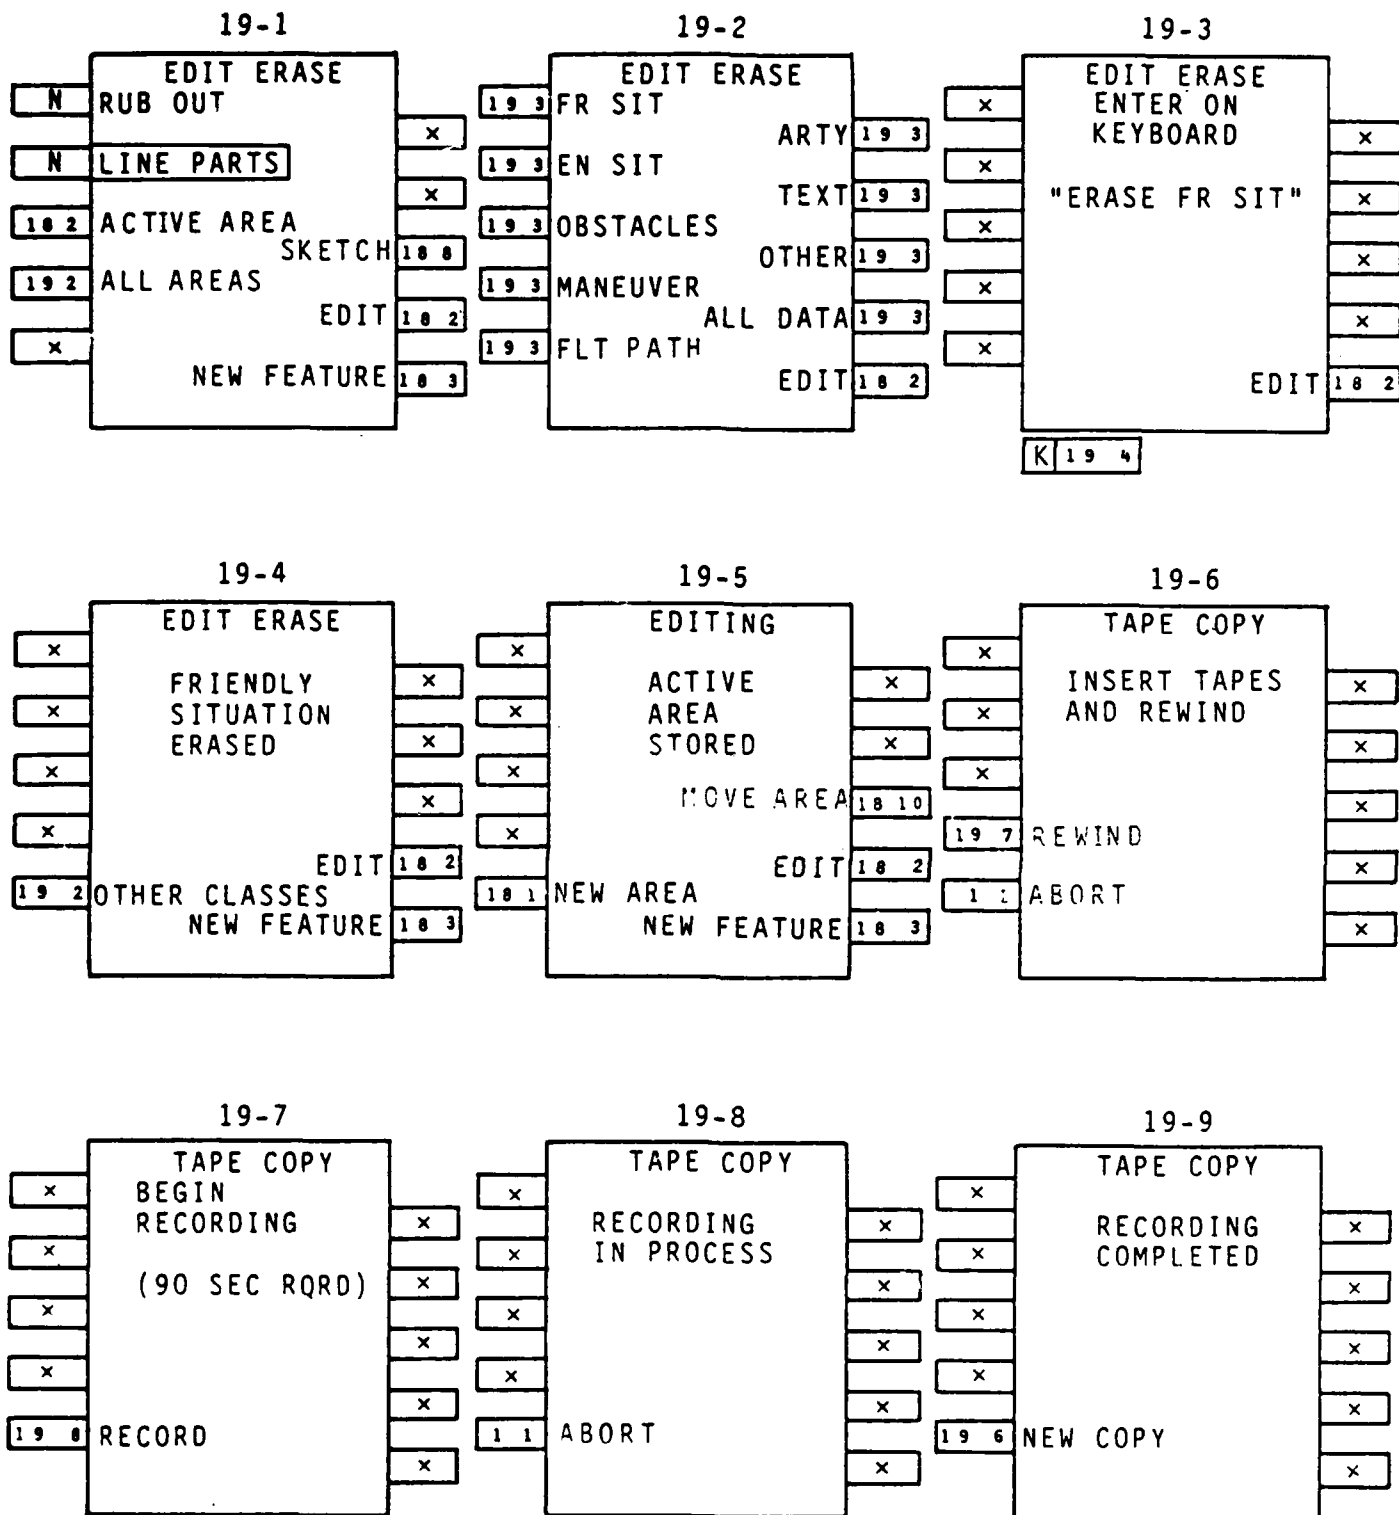 19-1
EDIT ERASE
N RUB OUT
×
N LINE PARTS
×
18 2 ACTIVE AREA
SKETCH 18 8
19 2 ALL AREAS
EDIT 18 2
×
NEW FEATURE 18 3
19-2
EDIT ERASE
19 3 FR SIT
ARTY 19 3
19 3 EN SIT
TEXT 19 3
19 3 OBSTACLES
OTHER 19 3
19 3 MANEUVER
ALL DATA 19 3
19 3 FLT PATH
EDIT 18 2
19-3
EDIT ERASE
× ENTER ON
KEYBOARD ×
×
"ERASE FR SIT" ×
×
×
×
×
×
EDIT 18 2
K 19 4
19-4
EDIT ERASE
×
FRIENDLY ×
× SITUATION
ERASED ×
×
×
×
EDIT 18 2
19 2 OTHER CLASSES
NEW FEATURE 18 3
19-5
EDITING
×
ACTIVE ×
× AREA
STORED ×
×
MOVE AREA 18 10
×
EDIT 18 2
18 1 NEW AREA
NEW FEATURE 18 3
19-6
TAPE COPY
×
INSERT TAPES ×
× AND REWIND
×
×
×
19 7 REWIND
×
1 1 ABORT
×
19-7
TAPE COPY
× BEGIN
RECORDING ×
×
(90 SEC RQRD) ×
×
×
×
×
19 8 RECORD
×
19-8
TAPE COPY
×
RECORDING ×
× IN PROCESS
×
×
×
×
×
1 1 ABORT
×
19-9
TAPE COPY
×
RECORDING ×
× COMPLETED
×
×
×
×
×
19 6 NEW COPY
×